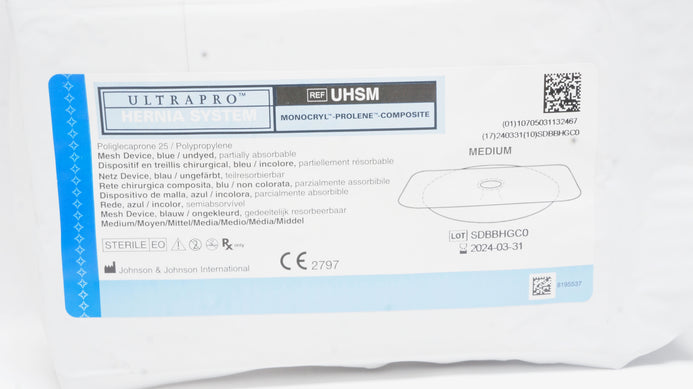 ULTRAPRO™
HERNIA SYSTEM
REF UHSM
MONOCRYL™-PROLENE™-COMPOSITE
(01)10705031132467
(17)240331(10)SDBBHGC0
Poliglecaprone 25 / Polypropylene
Mesh Device, blue / undyed, partially absorbable
Dispositif en treillis chirurgical, bleu / incolore, partiellement résorbable
Netz Device, blau / ungefärbt, teilresorbierbar
Rete chirurgica composita, blu / non colorata, parzialmente assorbibile
Dispositivo de malla, azul / incolora, parcialmente absorbible
Rede, azul / incolor, semiabsorvível
Mesh Device, blauw / ongekleurd, gedeeltelijk resorbeerbaar
Medium/Moyen/Mittel/Media/Medio/Média/Middel
MEDIUM
LOT SDBBHGC0
2024-03-31
STERILE EO 2 Rx only
Johnson & Johnson International
CE 2797
8195537